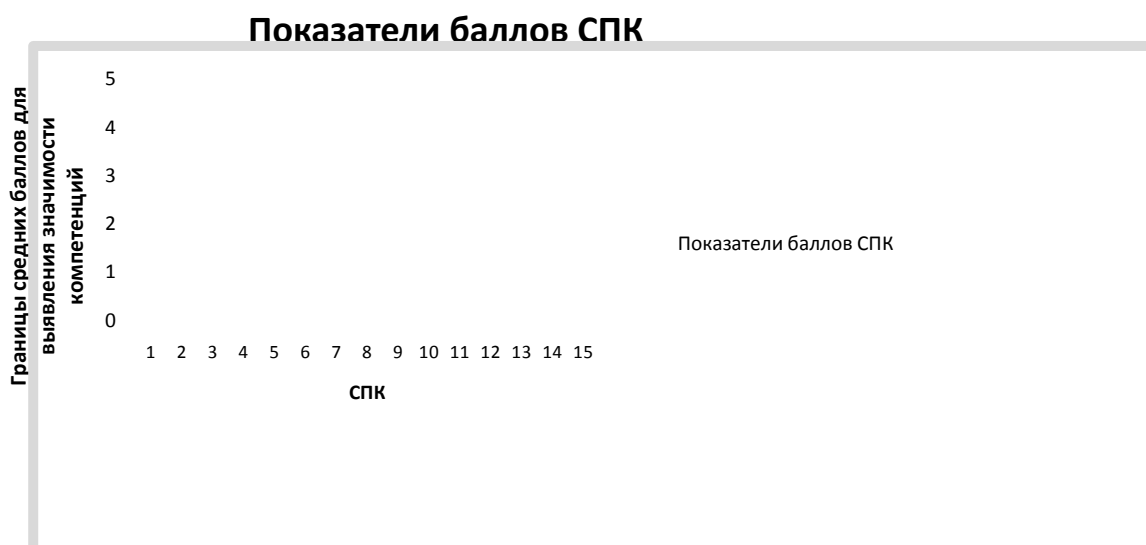 Показатели баллов СПК
Границы средних баллов для
выявления значимости
компетенций
5
4
3
2
1
0
1 2 3 4 5 6 7 8 9 10 11 12 13 14 15
СПК
Показатели баллов СПК